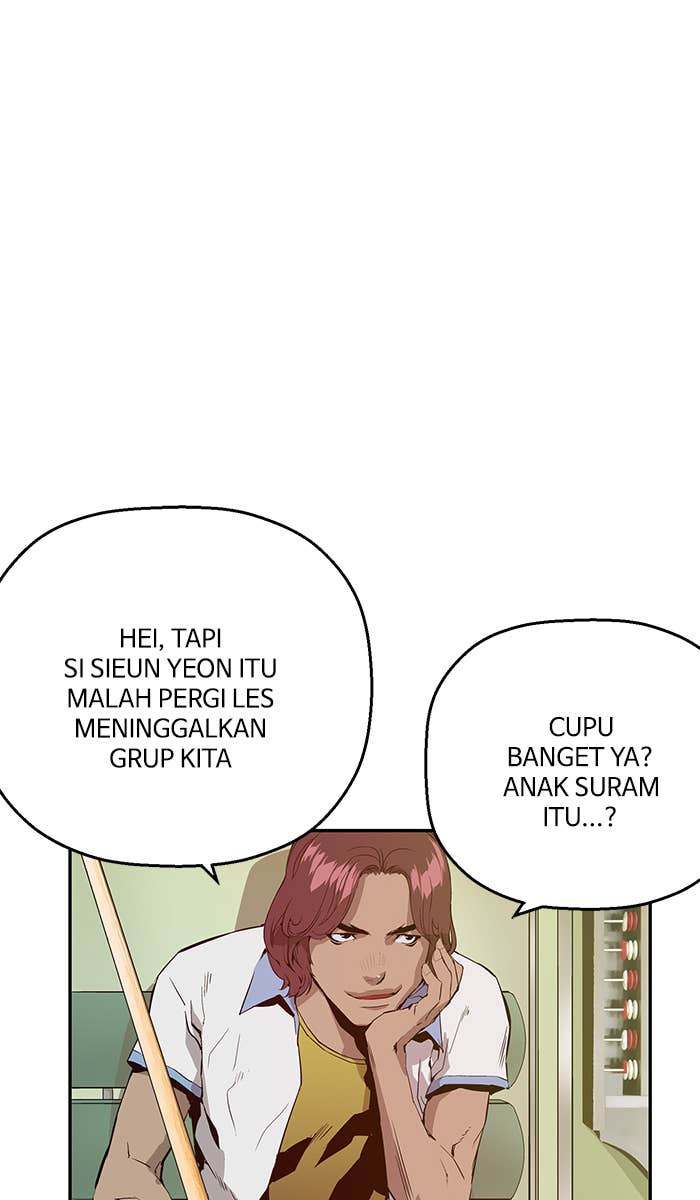 HEI, TAPI
SI SIEUN YEON ITU
MALAH PERGI LES
MENINGGALKAN
GRUP KITA
CUPU
BANGET YA?
ANAK SURAM
ITU...?